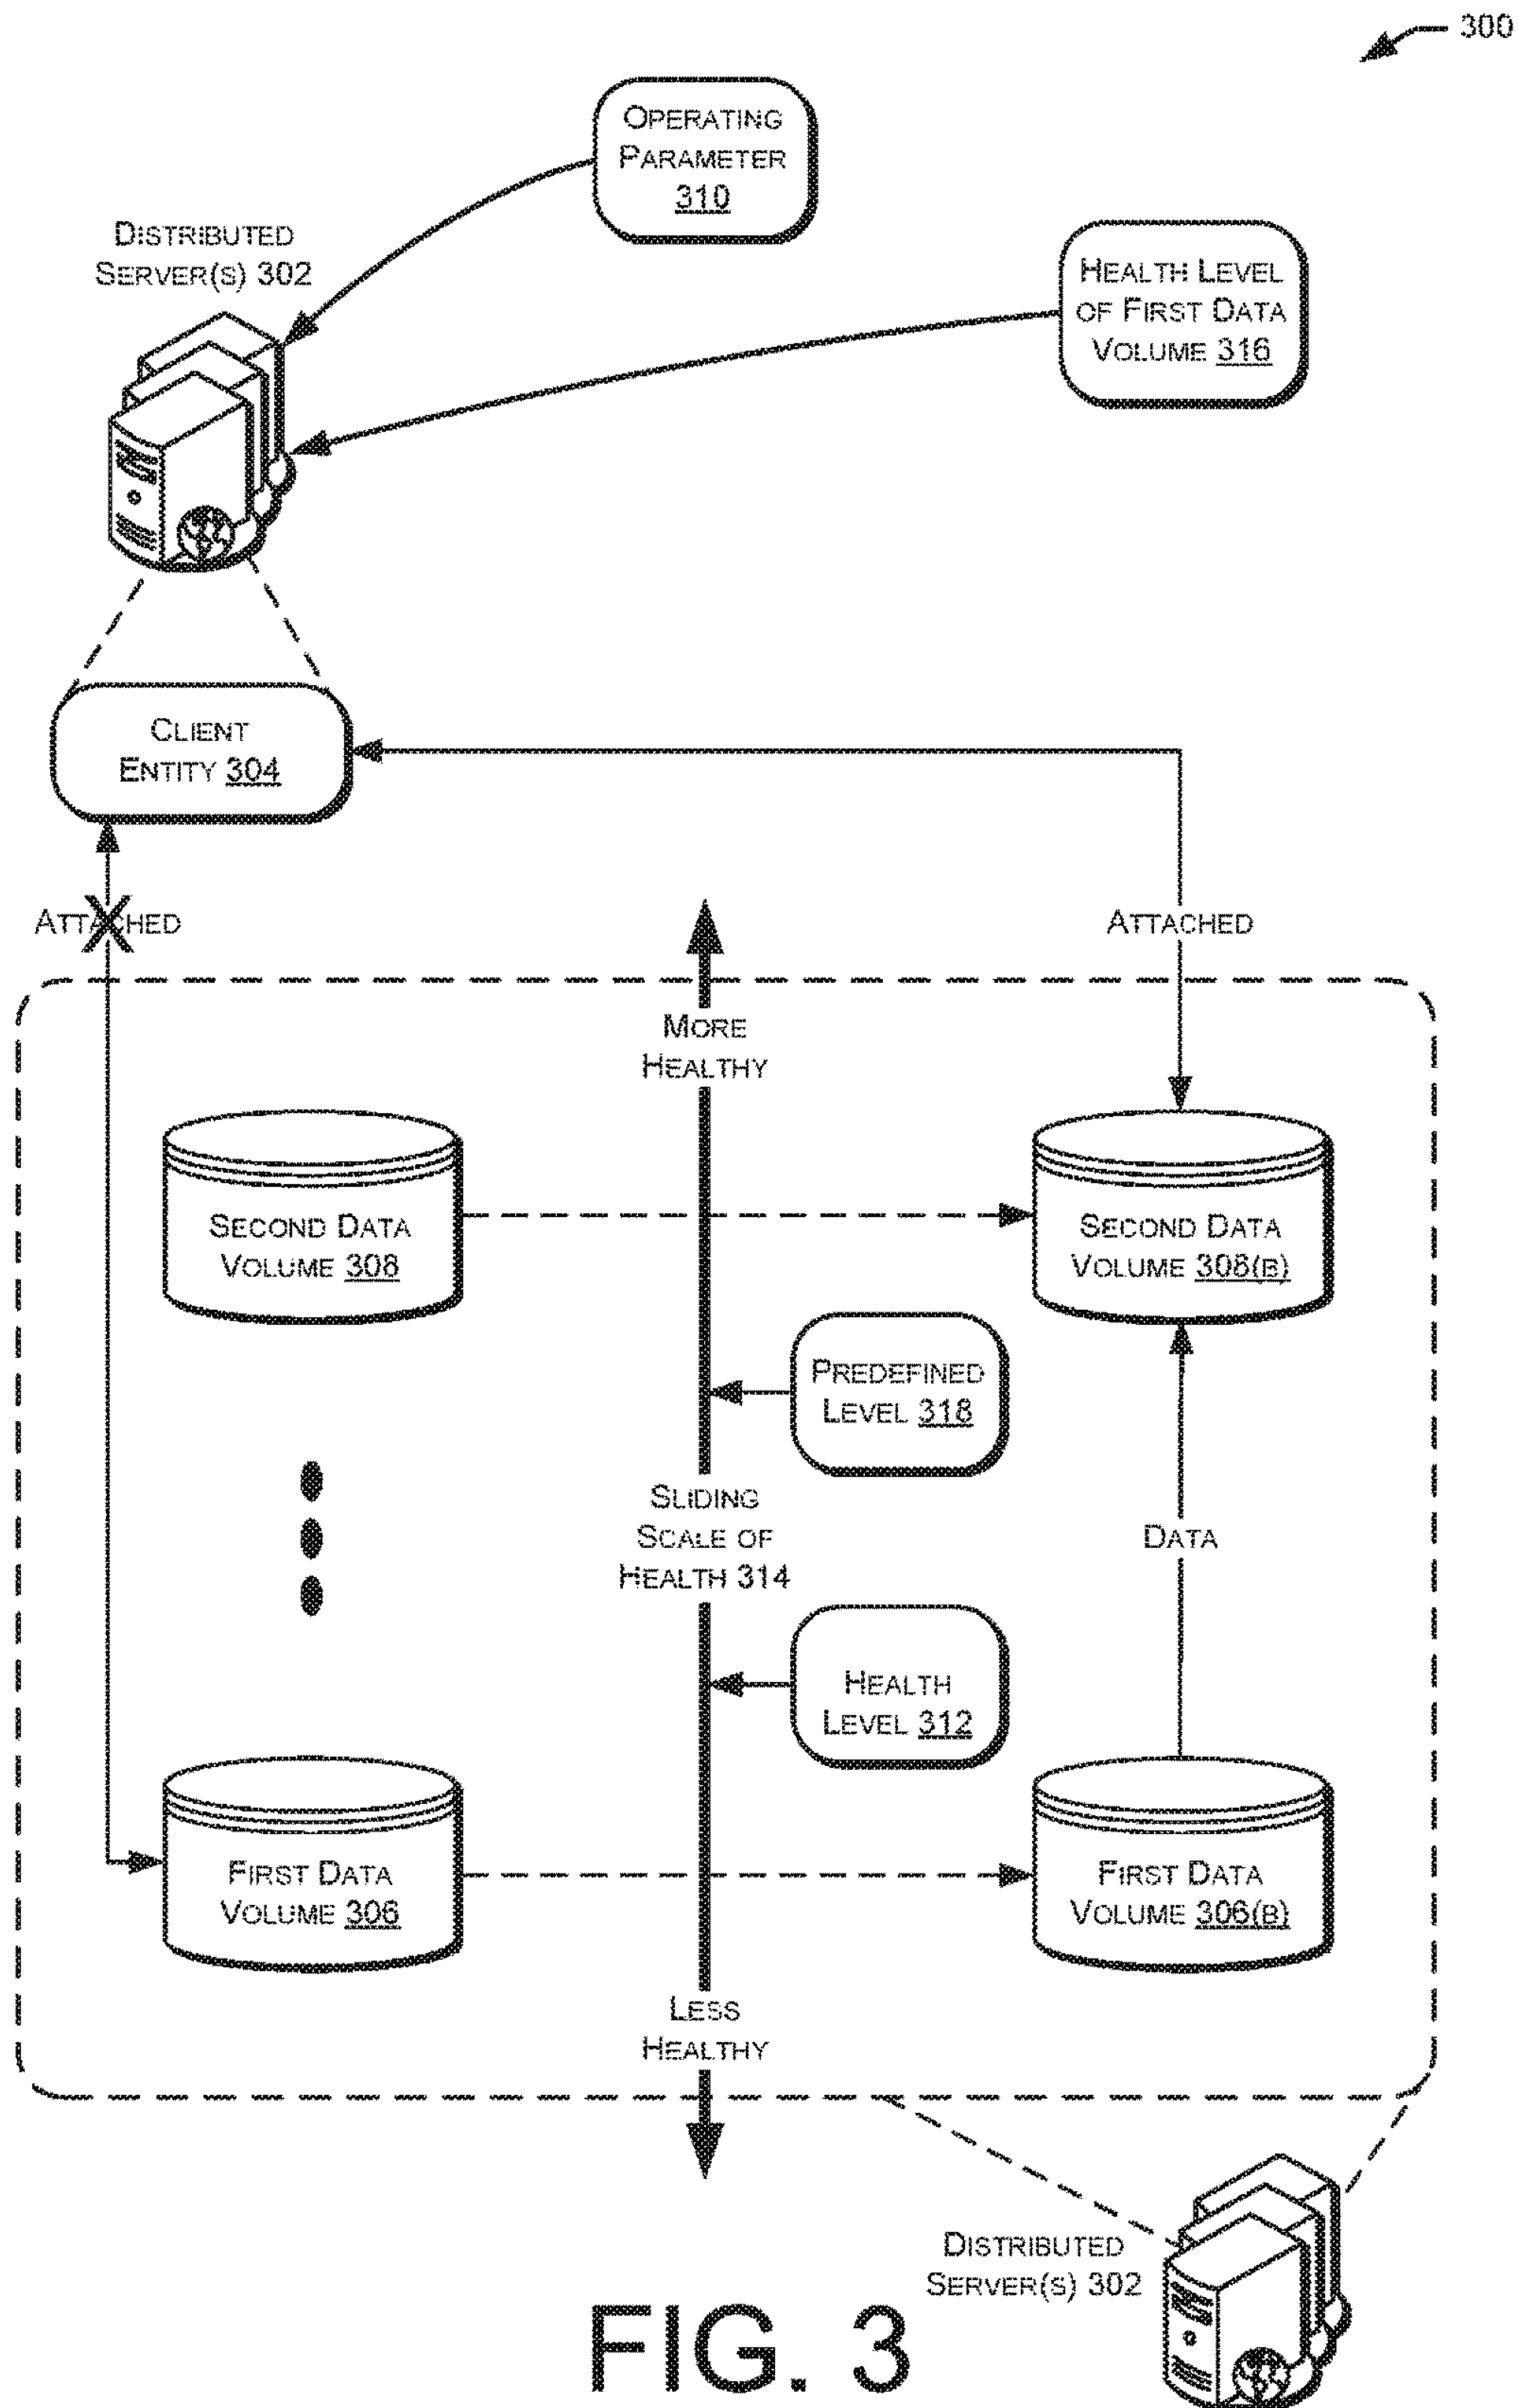 300
OPERATING
PARAMETER
310
DISTRIBUTED
SERVER(S) 302
HEALTH LEVEL
OF FIRST DATA
VOLUME 316
CLIENT
ENTITY 304
ATTACHED
X
ATTACHED
MORE
HEALTHY
SECOND DATA
VOLUME 308
SECOND DATA
VOLUME 308(B)
PREDEFINED
LEVEL 318
SLIDING
SCALE OF
HEALTH 314
DATA
HEALTH
LEVEL 312
FIRST DATA
VOLUME 306
FIRST DATA
VOLUME 306(B)
LESS
HEALTHY
DISTRIBUTED
SERVER(S) 302
FIG. 3